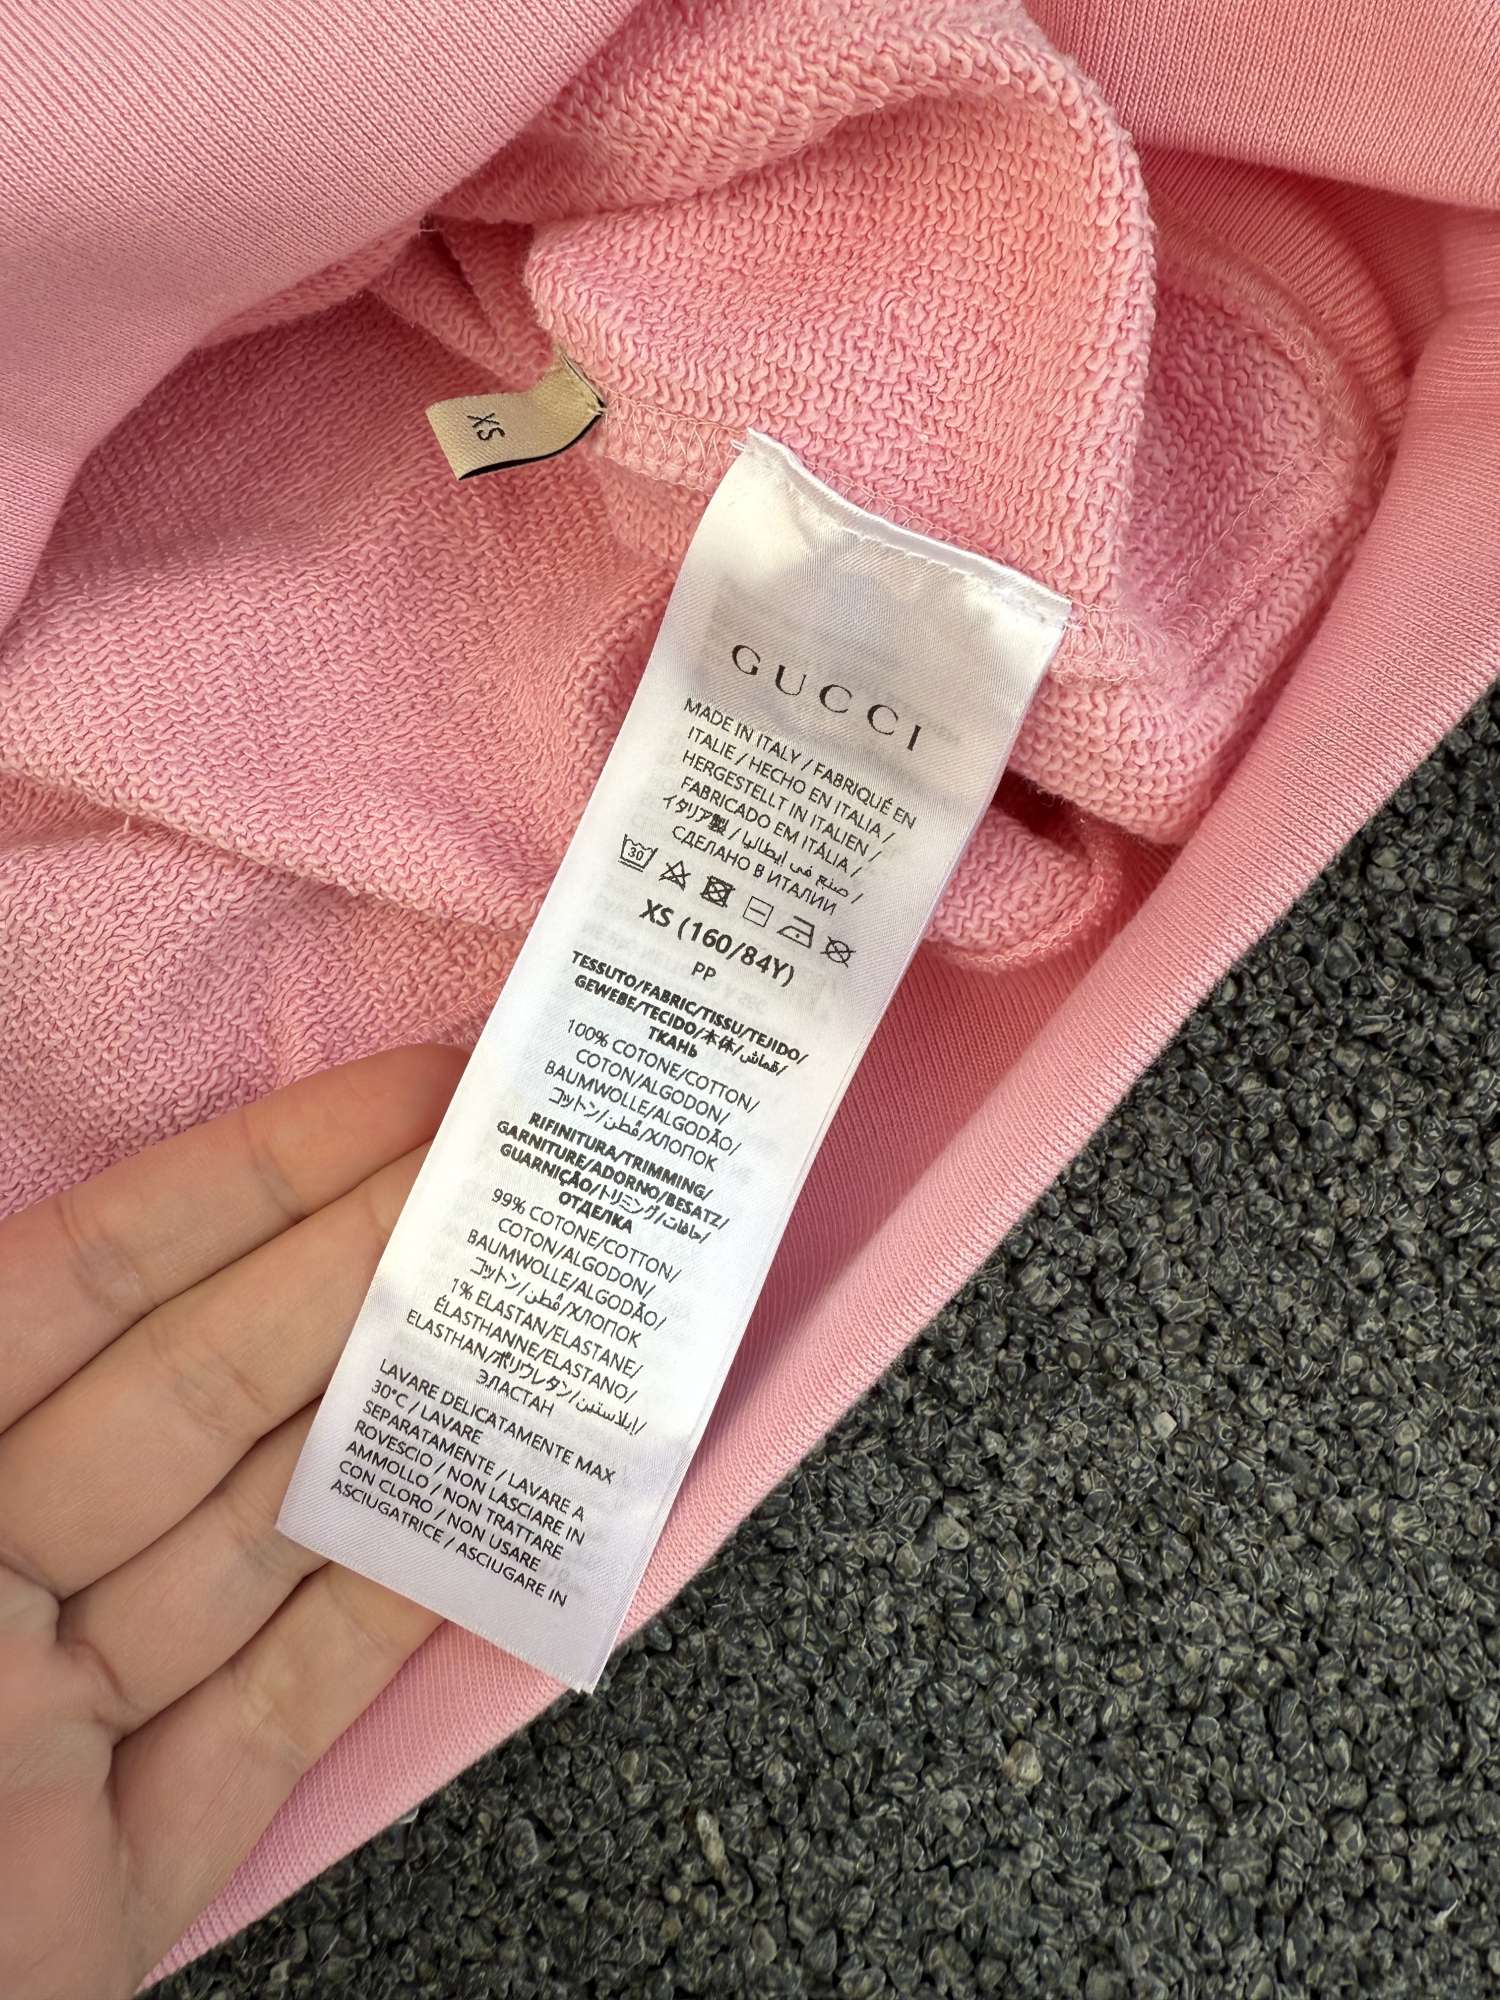 XS
GUCCI
MADE IN ITALY / FABRIQUÉ EN
ITALIE / HECHO EN ITALIA /
HERGESTELLT IN ITALIEN /
FABRICADO EM ITÁLIA /
イタリア製 / صنع في ايطاليا /
СДЕЛАНО В ИТАЛИИ
30
XS (160/84Y)
PP
TESSUTO/FABRIC/TISSU/TEJIDO/
GEWEBE/TECIDO/本体/قماش/
ТКАНЬ
100% COTONE/COTTON/
COTON/ALGODON/
BAUMWOLLE/ALGODÃO/
コットン/قطن/ХЛОПОК
RIFINITURA/TRIMMING/
GARNITURE/ADORNO/BESATZ/
GUARNIÇÃO/トリミング/حافات/
ОТДЕЛКА
99% COTONE/COTTON/
COTON/ALGODON/
BAUMWOLLE/ALGODÃO/
コットン/قطن/ХЛОПОК
1% ELASTAN/ELASTANE/
ÉLASTHANNE/ELASTANO/
ELASTHAN/ポリウレタン/إيلاستين/
ЭЛАСТАН
LAVARE DELICATAMENTE MAX
30°C / LAVARE
SEPARATAMENTE / LAVARE A
ROVESCIO / NON LASCIARE IN
AMMOLLO / NON TRATTARE
CON CLORO / NON USARE
ASCIUGATRICE / ASCIUGARE IN